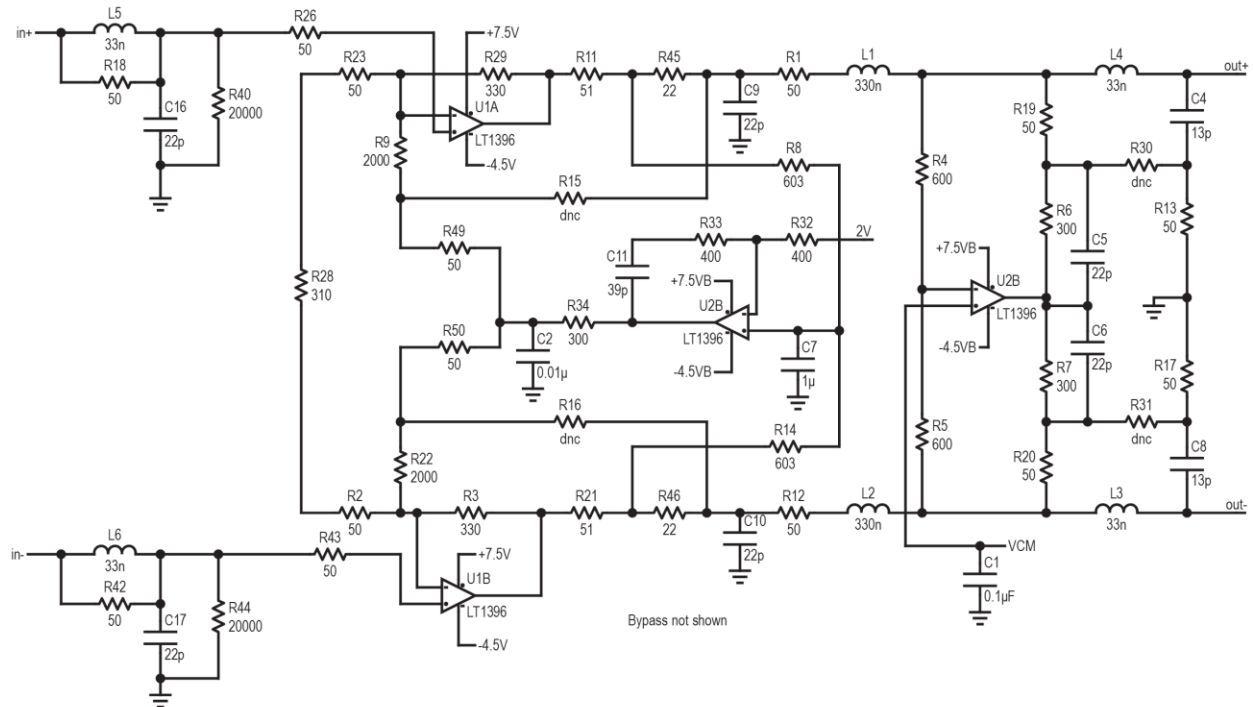 L5
in+
33n
R18
50
C16
22p
R40
20000
R26
50
R23
50
R29
330
+7.5V
U1A
LT1396
-4.5V
R11
51
R45
22
C9
22p
R1
50
L1
330n
L4
33n
out+
C4
13p
R19
50
R9
2000
R15
dnc
R8
603
R4
600
R30
dnc
R13
50
R6
300
C5
22p
R49
50
R33
400
R32
400
2V
C11
39p
+7.5VB
U2B
LT1396
-4.5VB
+7.5VB
U2B
LT1396
-4.5VB
R28
310
R34
300
C2
0.01µ
C7
1µ
R50
50
C6
22p
R7
300
R17
50
R16
dnc
R14
603
R5
600
R31
dnc
R20
50
C8
13p
R22
2000
R2
50
R3
330
R21
51
R46
22
C10
22p
R12
50
L2
330n
L3
33n
out-
L6
in-
33n
R42
50
C17
22p
R44
20000
R43
50
+7.5V
U1B
LT1396
-4.5V
VCM
C1
0.1µF
Bypass not shown